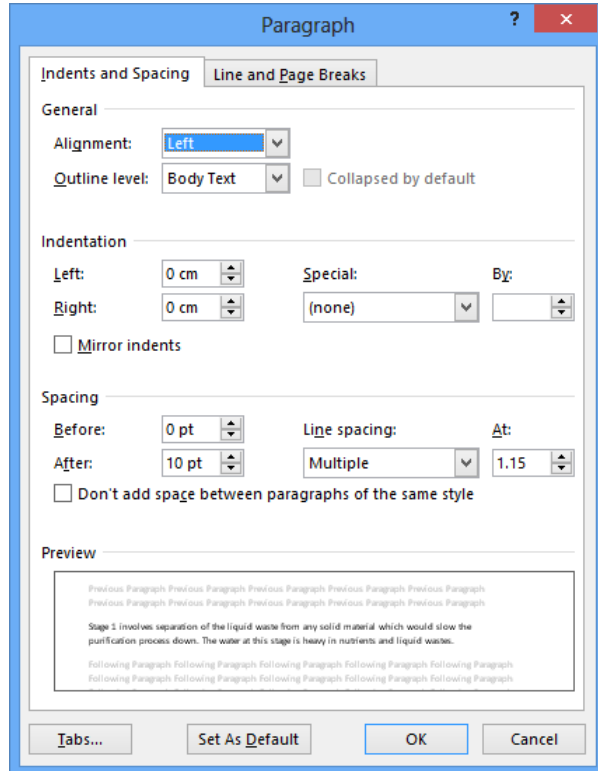 Paragraph ?
Indents and Spacing Line and Page Breaks
General
Alignment: Left
Outline level: Body Text Collapsed by default
Indentation
Left: 0 cm Special: By:
Right: 0 cm (none)
Mirror indents
Spacing
Before: 0 pt Line spacing: At:
After: 10 pt Multiple 1.15
Don't add space between paragraphs of the same style
Preview
Previous Paragraph Previous Paragraph Previous Paragraph Previous Paragraph Previous Paragraph
Previous Paragraph Previous Paragraph Previous Paragraph Previous Paragraph Previous Paragraph
Stage 1 involves separation of the liquid waste from any solid material which would slow the
purification process down. The water at this stage is heavy in nutrients and liquid wastes.
Following Paragraph Following Paragraph Following Paragraph Following Paragraph Following Paragraph
Following Paragraph Following Paragraph Following Paragraph Following Paragraph Following Paragraph
Tabs... Set As Default OK Cancel